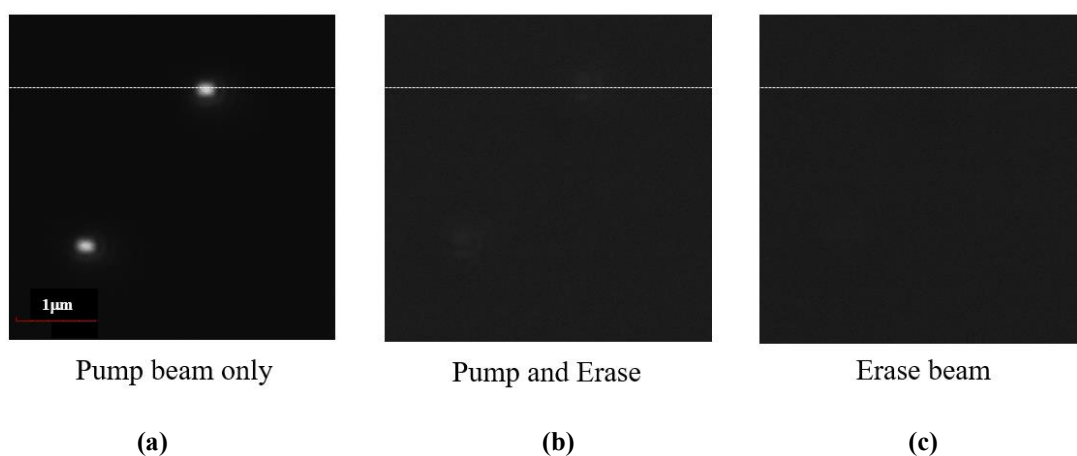 1μm
Pump beam only
Pump and Erase
Erase beam
(a)
(b)
(c)